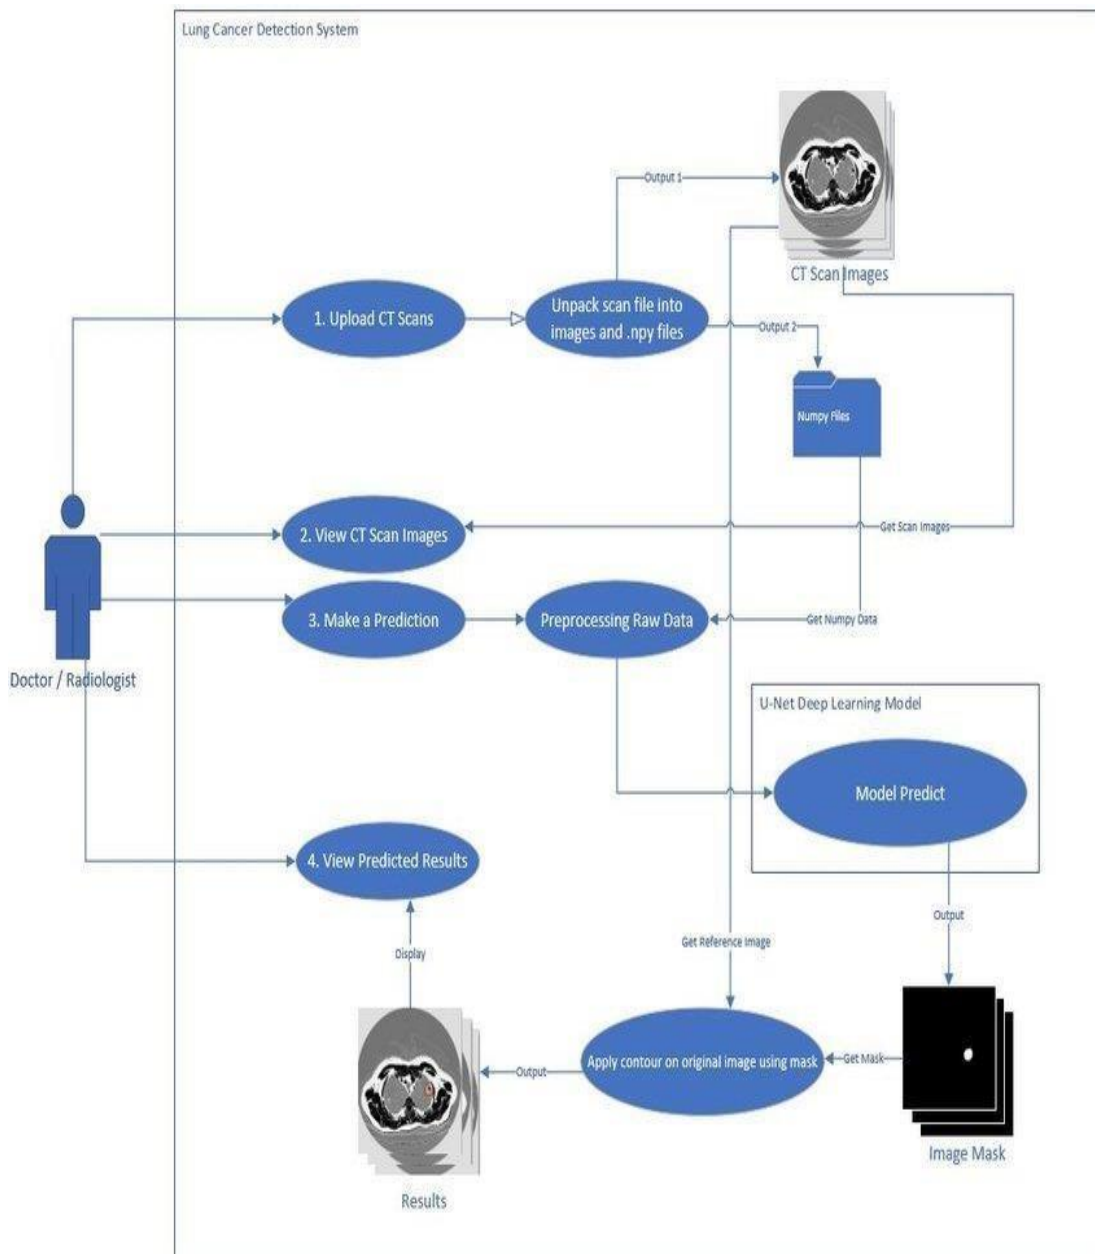 Lung Cancer Detection System
Output 1
CT Scan Images
1. Upload CT Scans
Unpack scan file into
images and .npy files
Output 2
Numpy Files
2. View CT Scan Images
Get Scan Images
3. Make a Prediction
Preprocessing Raw Data
Get Numpy Data
Doctor / Radiologist
U-Net Deep Learning Model
Model Predict
4. View Predicted Results
Output
Get Reference Image
Display
Apply contour on original image using mask
Get Mask
Output
Image Mask
Results